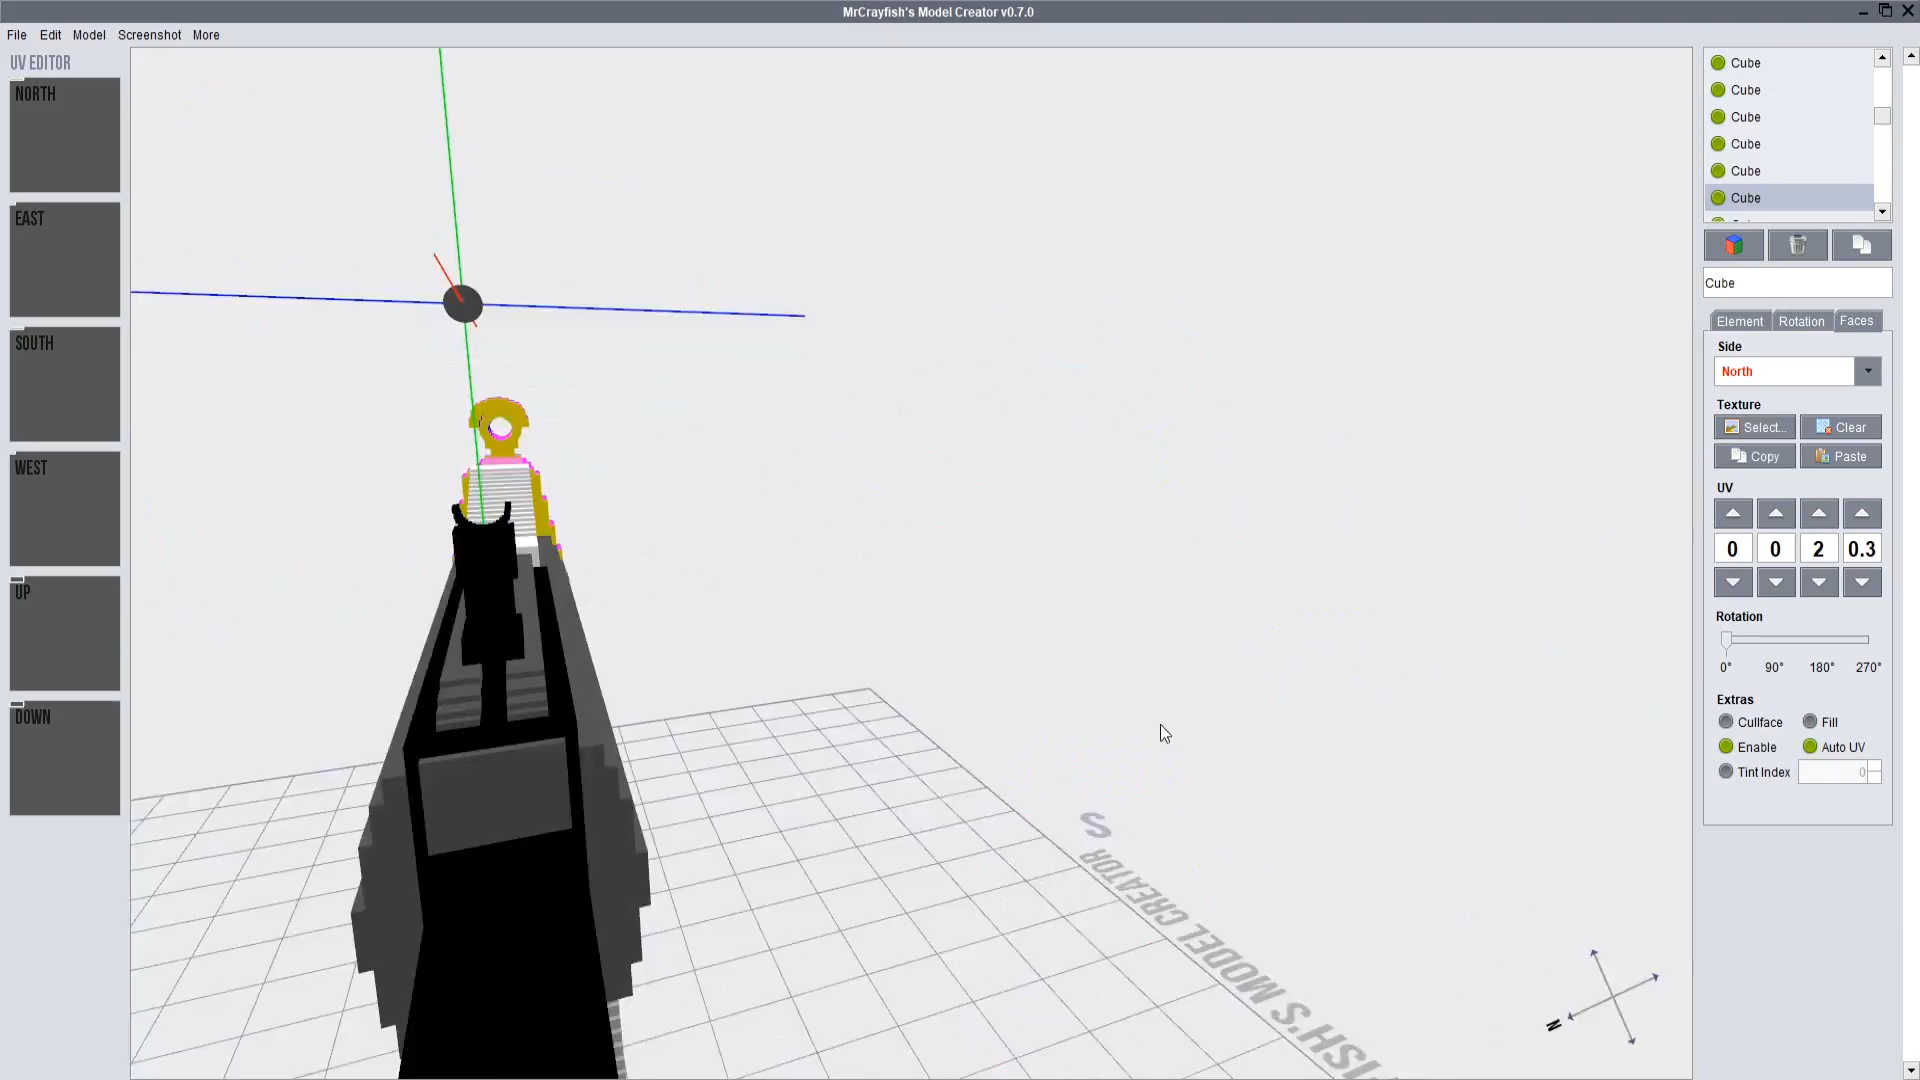 MrCrayfish's Model Creator v0.7.0
File Edit Model Screenshot More
UV EDITOR
NORTH
EAST
SOUTH
WEST
UP
DOWN
Cube
Cube
Cube
Cube
Cube
Cube
Cube
Element Rotation Faces
Side
North
Texture
Select... Clear
Copy Paste
UV
0 0 2 0.3
Rotation
0° 90° 180° 270°
Extras
Cullface Fill
Enable Auto UV
Tint Index 0
FISH'S MODEL CREATOR
N